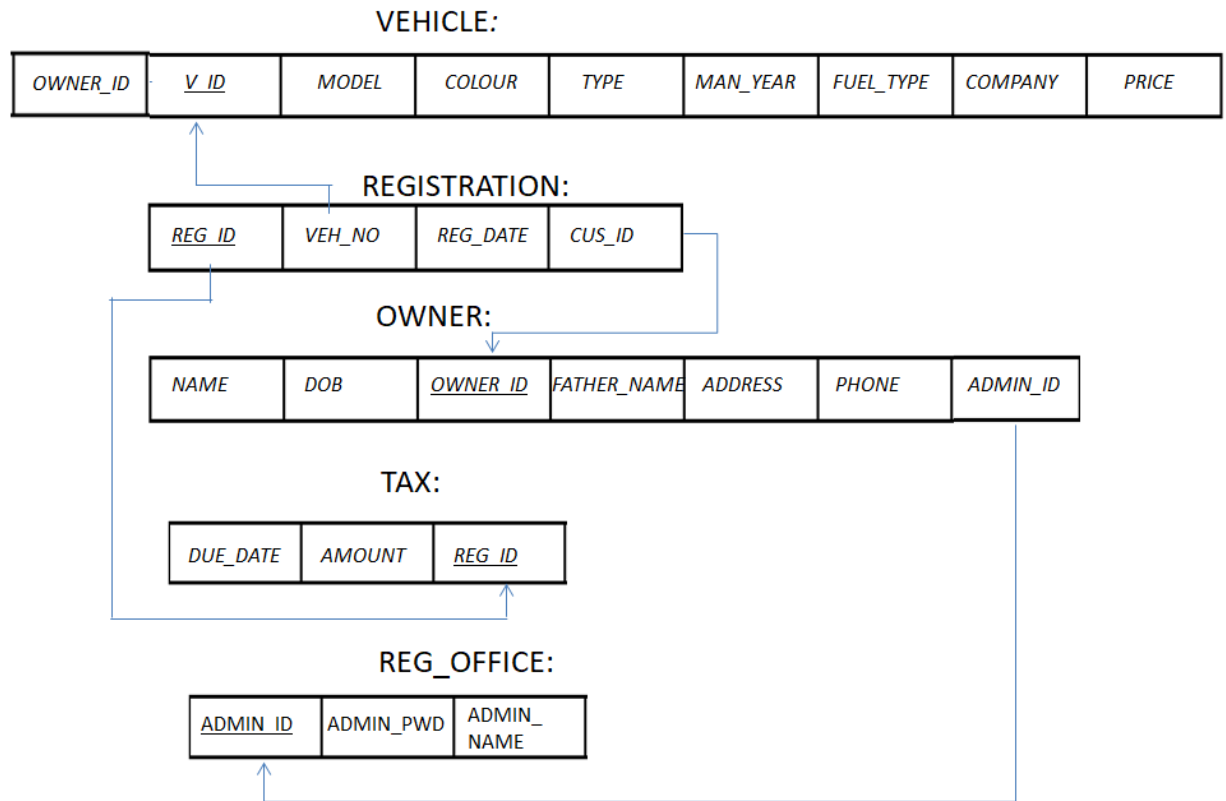 VEHICLE:
OWNER_ID V_ID MODEL COLOUR TYPE MAN_YEAR FUEL_TYPE COMPANY PRICE
REGISTRATION:
REG_ID VEH_NO REG_DATE CUS_ID
OWNER:
NAME DOB OWNER_ID FATHER_NAME ADDRESS PHONE ADMIN_ID
TAX:
DUE_DATE AMOUNT REG_ID
REG_OFFICE:
ADMIN_ID ADMIN_PWD ADMIN_
NAME